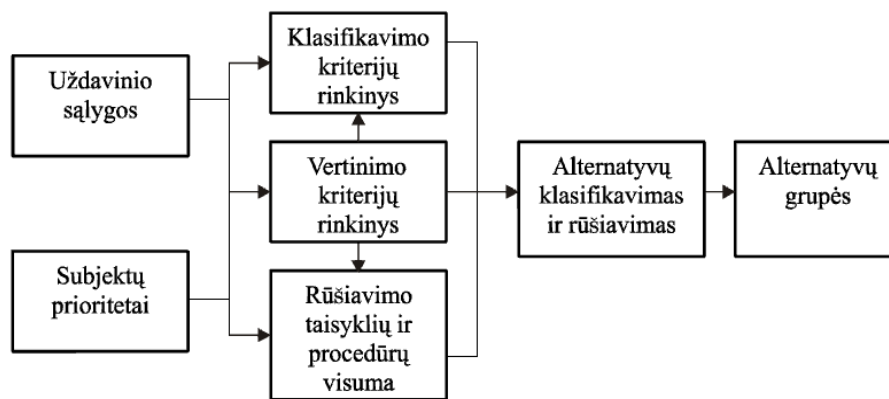 Uždavinio
sąlygos
Subjektų
prioritetai
Klasifikavimo
kriterijų
rinkinys
Vertinimo
kriterijų
rinkinys
Rūšiavimo
taisyklių ir
procedūrų
visuma
Alternatyvų
klasifikavimas
ir rūšiavimas
Alternatyvų
grupės